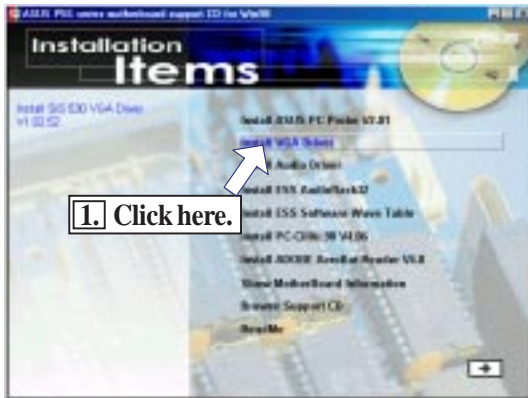 ASUS P5S series motherboard support CD for Win98
Installation
Items
Install SiS 530 VGA Driver
V1.02.52
Install ASUS PC Probe V2.01
Install VGA Driver
Audio Driver
1. Click here.
Install ESS AudioRack32
Install ESS Software Wave Table
Install PC-Cillin 98 V4.06
Install ADOBE Acrobat Reader V3.0
Show Motherboard Information
Browse Support CD
ReadMe